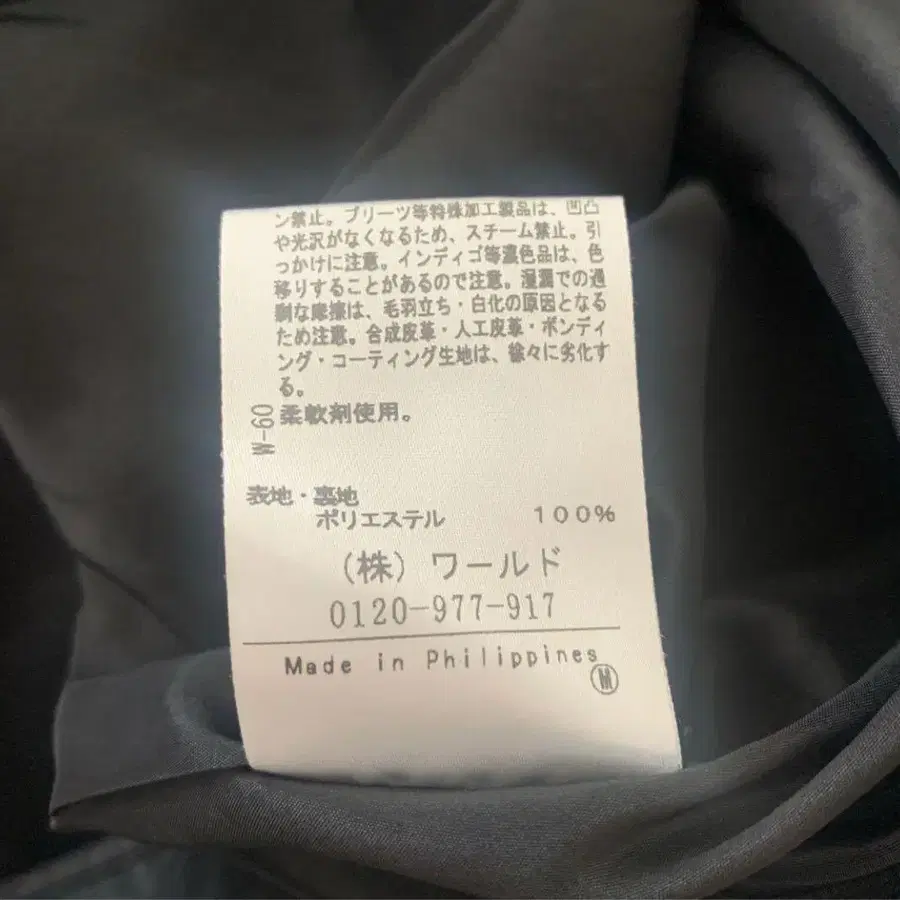 ン禁止。プリーツ等特殊加工製品は、凹凸
や光沢がなくなるため、スチーム禁止。引
っかけに注意。インディゴ等濃色品は、色
移りすることがあるので注意。湿潤での過
剰な摩擦は、毛羽立ち・白化の原因となる
ため注意。合成皮革・人工皮革・ボンディ
ング・コーティング生地は、徐々に劣化す
る。
柔軟剤使用。
W-60
表地・裏地
ポリエステル 100%
(株)ワールド
0120-977-917
Made in Philippines
M